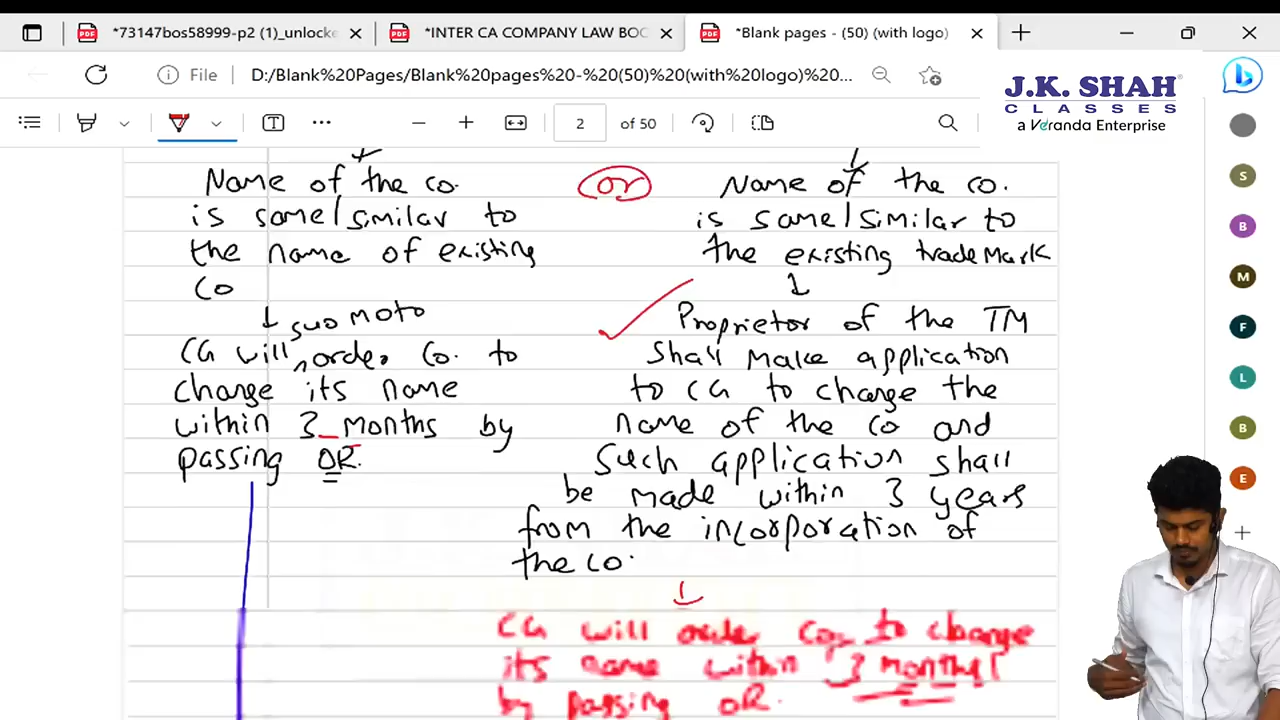 *73147bos58999-p2 (1)_unlocke
*INTER CA COMPANY LAW BOC
*Blank pages - (50) (with logo)
File
D:/Blank%20Pages/Blank%20pages%20-%20(50)%20(with%20logo)%20...
J.K. SHAH
CLASSES
a Veranda Enterprise
2 of 50
S
B
M
F
L
B
E
Name of the co.
is same/similar to
the name of existing
Co
suo moto
CG will order Co. to
change its name
within 3 months by
passing OR.
or
Name of the co.
is same/similar to
the existing tradeMark
Proprietor of the TM
shall make application
to CG to change the
name of the co and
Such application shall
be made within 3 years
from the incorporation of
the co.
CG will order coy to change
its name within 3 months
by passing OR.